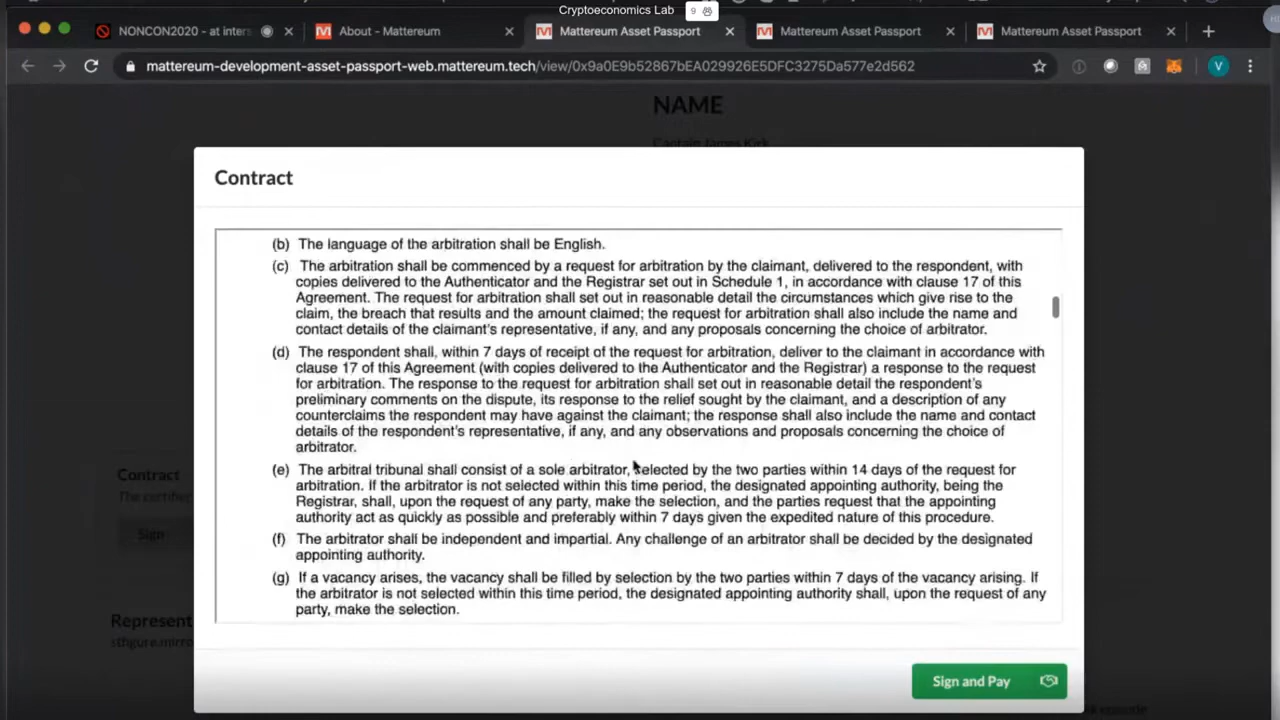 Cryptoeconomics Lab
9
NONCON2020 - at inters
About - Mattereum
Mattereum Asset Passport
Mattereum Asset Passport
Mattereum Asset Passport
mattereum-development-asset-passport-web.mattereum.tech/view/0x9a0E9b52867bEA029926E5DFC3275Da577e2d562
V
NAME
Captain James Kirk
Contract
(b) The language of the arbitration shall be English.
(c) The arbitration shall be commenced by a request for arbitration by the claimant, delivered to the respondent, with
copies delivered to the Authenticator and the Registrar set out in Schedule 1, in accordance with clause 17 of this
Agreement. The request for arbitration shall set out in reasonable detail the circumstances which give rise to the
claim, the breach that results and the amount claimed; the request for arbitration shall also include the name and
contact details of the claimant's representative, if any, and any proposals concerning the choice of arbitrator.
(d) The respondent shall, within 7 days of receipt of the request for arbitration, deliver to the claimant in accordance with
clause 17 of this Agreement (with copies delivered to the Authenticator and the Registrar) a response to the request
for arbitration. The response to the request for arbitration shall set out in reasonable detail the respondent's
preliminary comments on the dispute, its response to the relief sought by the claimant, and a description of any
counterclaims the respondent may have against the claimant; the response shall also include the name and contact
details of the respondent's representative, if any, and any observations and proposals concerning the choice of
arbitrator.
(e) The arbitral tribunal shall consist of a sole arbitrator, selected by the two parties within 14 days of the request for
arbitration. If the arbitrator is not selected within this time period, the designated appointing authority, being the
Registrar, shall, upon the request of any party, make the selection, and the parties request that the appointing
authority act as quickly as possible and preferably within 7 days given the expedited nature of this procedure.
(f) The arbitrator shall be independent and impartial. Any challenge of an arbitrator shall be decided by the designated
appointing authority.
(g) If a vacancy arises, the vacancy shall be filled by selection by the two parties within 7 days of the vacancy arising. If
the arbitrator is not selected within this time period, the designated appointing authority shall, upon the request of any
party, make the selection.
Contract
The certifier
Sign
Represent
Sign and Pay
episode